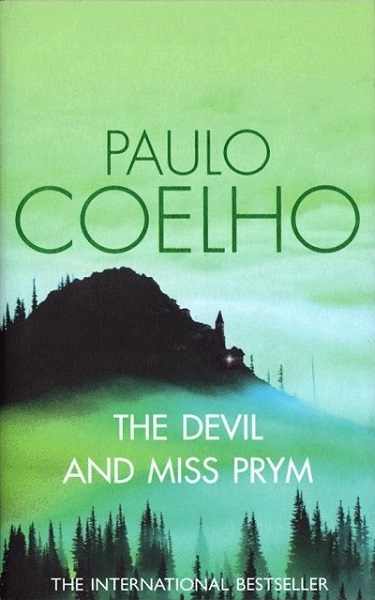 PAULO
COELHO
THE DEVIL
AND MISS PRYM
THE INTERNATIONAL BESTSELLER